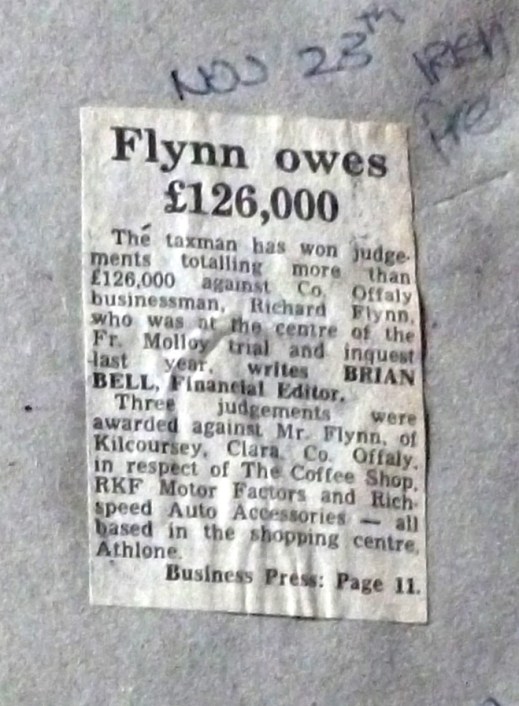 NOV 23th IRISH
Pre
Flynn owes
£126,000
The taxman has won judge-
ments totalling more than
£126,000 against Co. Offaly
businessman, Richard Flynn,
who was at the centre of the
Fr. Molloy trial and inquest
last year, writes BRIAN
BELL, Financial Editor.
Three judgements were
awarded against Mr. Flynn, of
Kilcoursey, Clara, Co. Offaly,
in respect of The Coffee Shop,
RKF Motor Factors and Rich-
speed Auto Accessories — all
based in the shopping centre,
Athlone.
Business Press: Page 11.